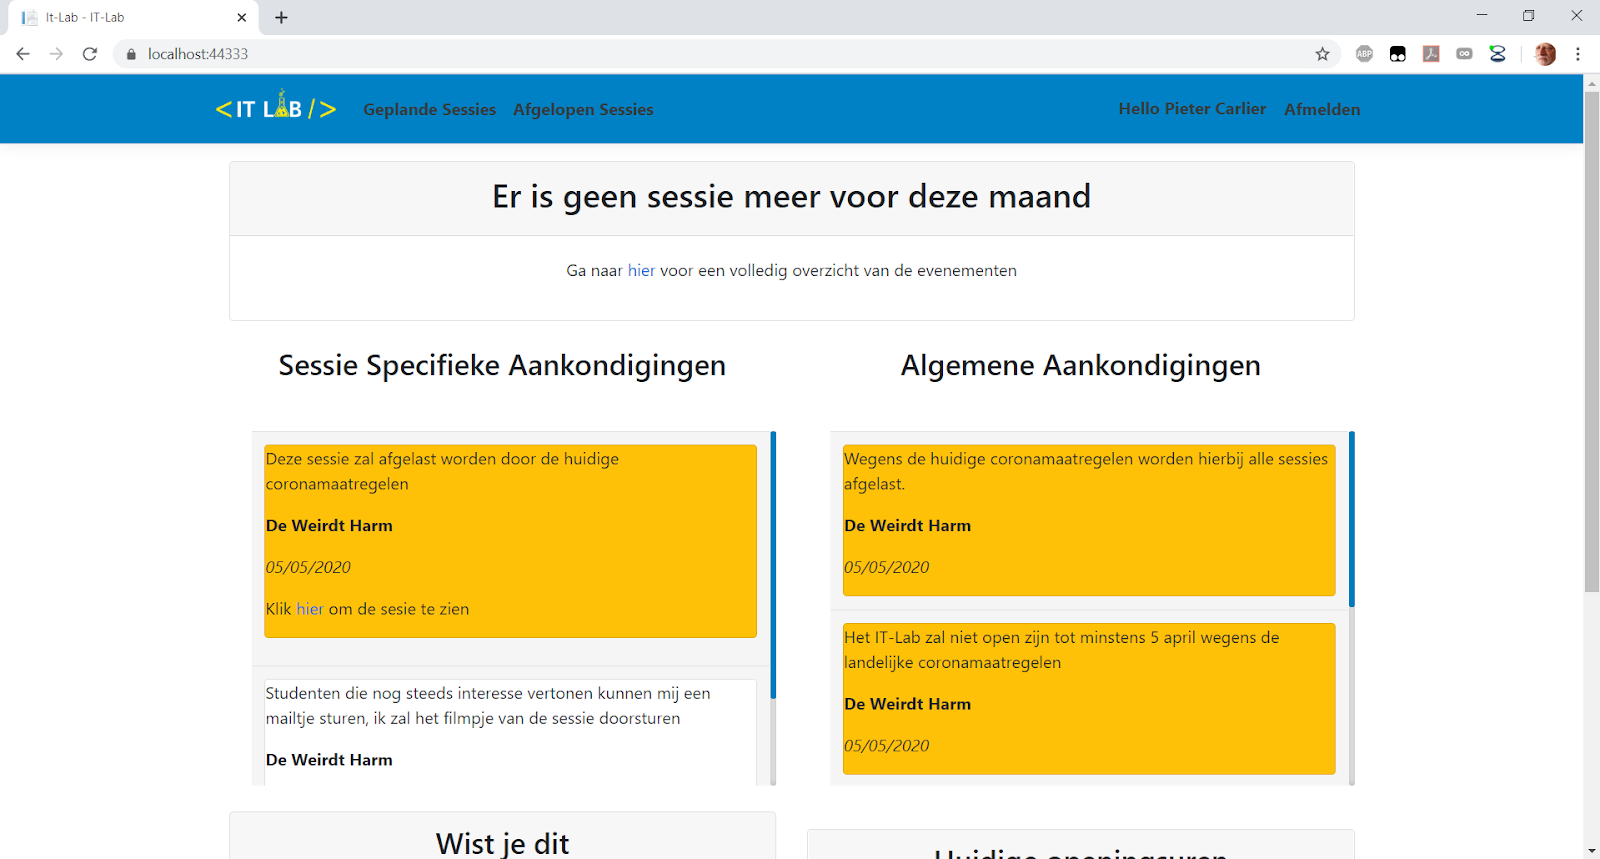 It-Lab - IT-Lab
localhost:44333
ABP
<IT LAB />
Geplande Sessies Afgelopen Sessies
Hello Pieter Carlier Afmelden
Er is geen sessie meer voor deze maand
Ga naar hier voor een volledig overzicht van de evenementen
Sessie Specifieke Aankondigingen
Deze sessie zal afgelast worden door de huidige
coronamaatregelen
De Weirdt Harm
05/05/2020
Klik hier om de sesie te zien
Studenten die nog steeds interesse vertonen kunnen mij een
mailtje sturen, ik zal het filmpje van de sessie doorsturen
De Weirdt Harm
Algemene Aankondigingen
Wegens de huidige coronamaatregelen worden hierbij alle sessies
afgelast.
De Weirdt Harm
05/05/2020
Het IT-Lab zal niet open zijn tot minstens 5 april wegens de
landelijke coronamaatregelen
De Weirdt Harm
05/05/2020
Wist je dit
Huidige openingsuren